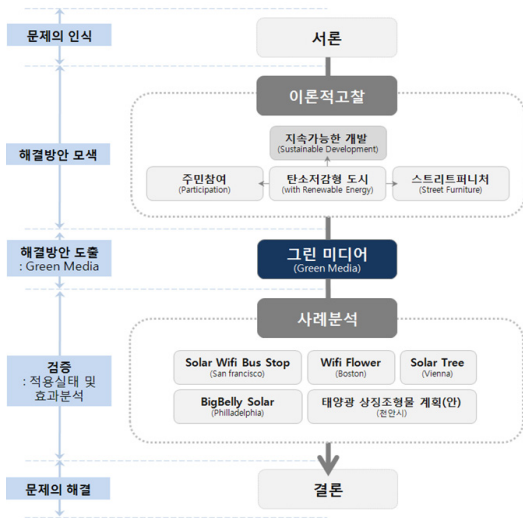 문제의 인식
서론
이론적고찰
지속가능한 개발
(Sustainable Development)
해결방안 모색
주민참여
(Participation)
탄소저감형 도시
(with Renewable Energy)
스트리트퍼니처
(Street Furniture)
해결방안 도출
: Green Media
그린 미디어
(Green Media)
사례분석
검증
: 적용실태 및
효과분석
Solar Wifi Bus Stop
(San francisco)
Wifi Flower
(Boston)
Solar Tree
(Vienna)
BigBelly Solar
(Philladelphia)
태양광 상징조형물 계획(안)
(천안시)
문제의 해결
결론